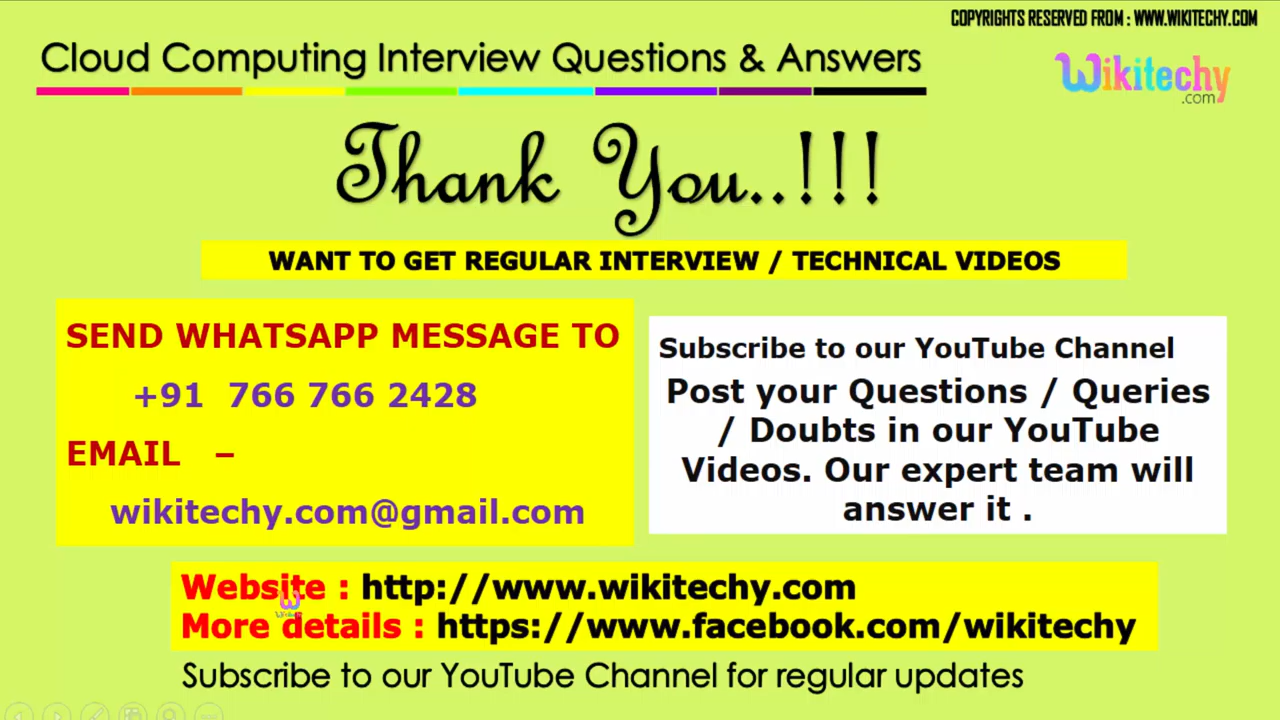 COPYRIGHTS RESERVED FROM : WWW.WIKITECHY.COM
Cloud Computing Interview Questions & Answers
Wikitechy
.com
Thank You..!!!
WANT TO GET REGULAR INTERVIEW / TECHNICAL VIDEOS
SEND WHATSAPP MESSAGE TO
+91 766 766 2428
EMAIL –
wikitechy.com@gmail.com
Subscribe to our YouTube Channel
Post your Questions / Queries
/ Doubts in our YouTube
Videos. Our expert team will
answer it .
Website : http://www.wikitechy.com
More details : https://www.facebook.com/wikitechy
Subscribe to our YouTube Channel for regular updates